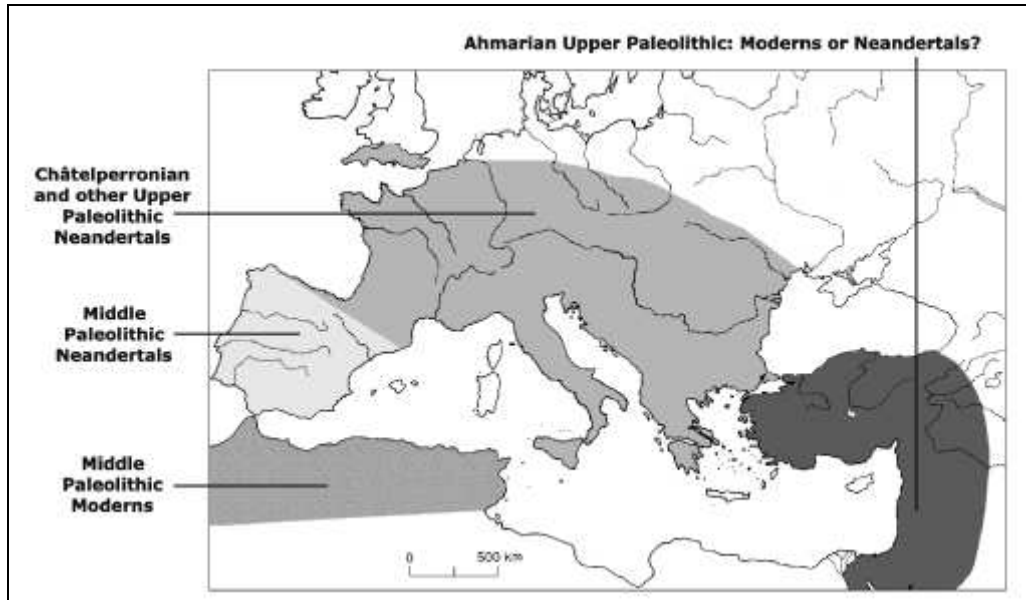 Ahmarian Upper Paleolithic: Moderns or Neandertals?
Châtelperronian
and other Upper
Paleolithic
Neandertals
Middle
Paleolithic
Neandertals
Middle
Paleolithic
Moderns
0 500 km